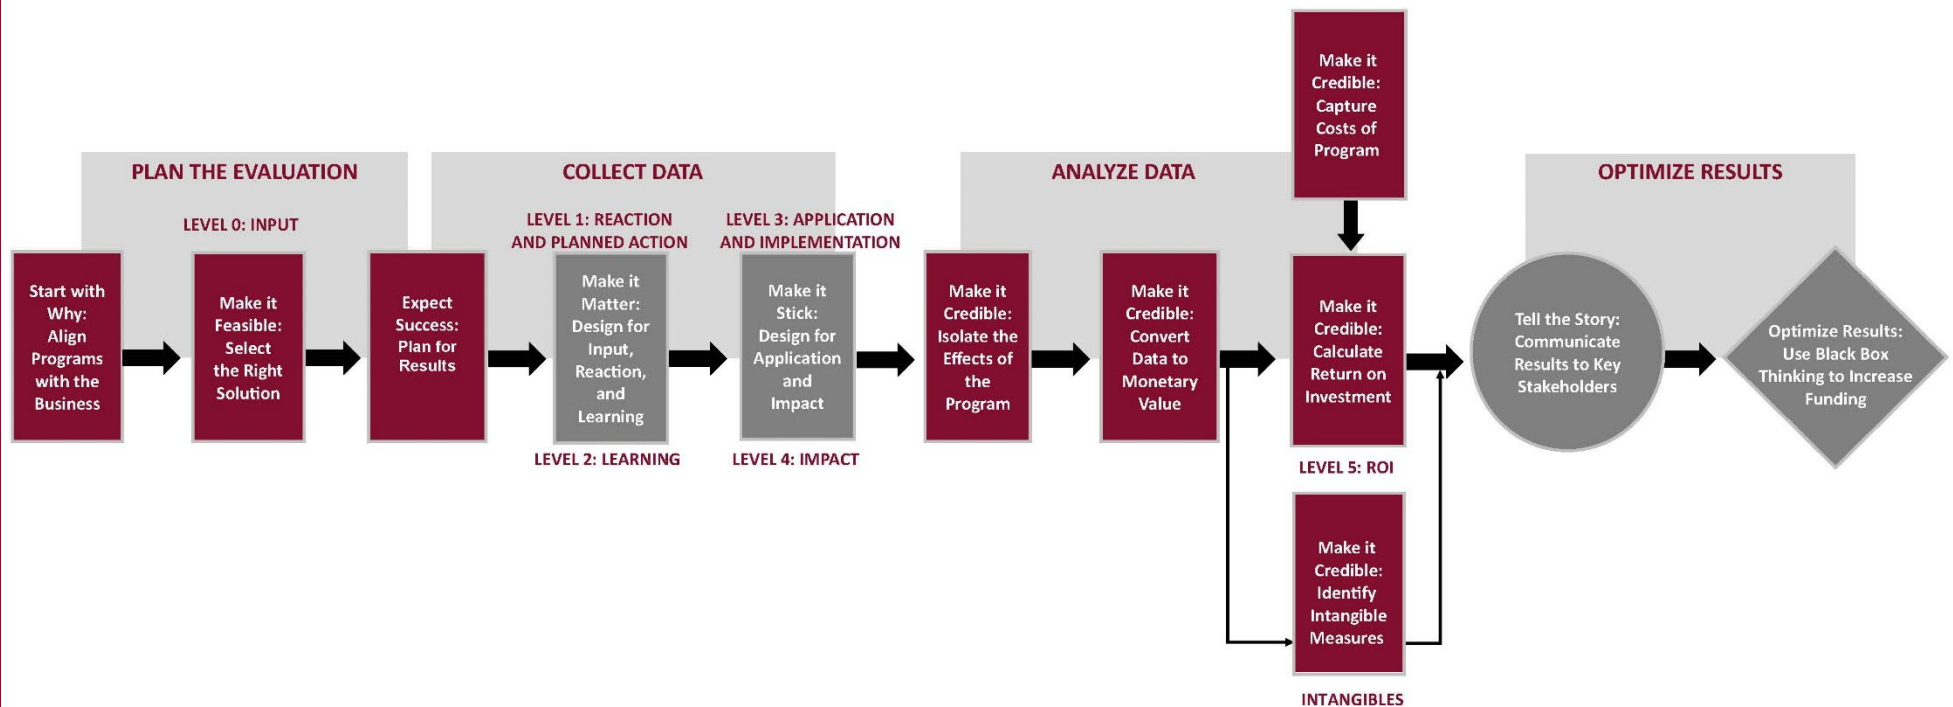 PLAN THE EVALUATION
LEVEL 0: INPUT
Start with
Why:
Align
Programs
with the
Business
Make it
Feasible:
Select
the Right
Solution
Expect
Success:
Plan for
Results
COLLECT DATA
LEVEL 1: REACTION
AND PLANNED ACTION
Make it
Matter:
Design for
Input,
Reaction,
and
Learning
LEVEL 2: LEARNING
LEVEL 3: APPLICATION
AND IMPLEMENTATION
Make it
Stick:
Design for
Application
and
Impact
LEVEL 4: IMPACT
ANALYZE DATA
Make it
Credible:
Isolate the
Effects of
the
Program
Make it
Credible:
Convert
Data to
Monetary
Value
Make it
Credible:
Capture
Costs of
Program
Make it
Credible:
Calculate
Return on
Investment
LEVEL 5: ROI
Make it
Credible:
Identify
Intangible
Measures
INTANGIBLES
OPTIMIZE RESULTS
Tell the Story:
Communicate
Results to Key
Stakeholders
Optimize Results:
Use Black Box
Thinking to Increase
Funding